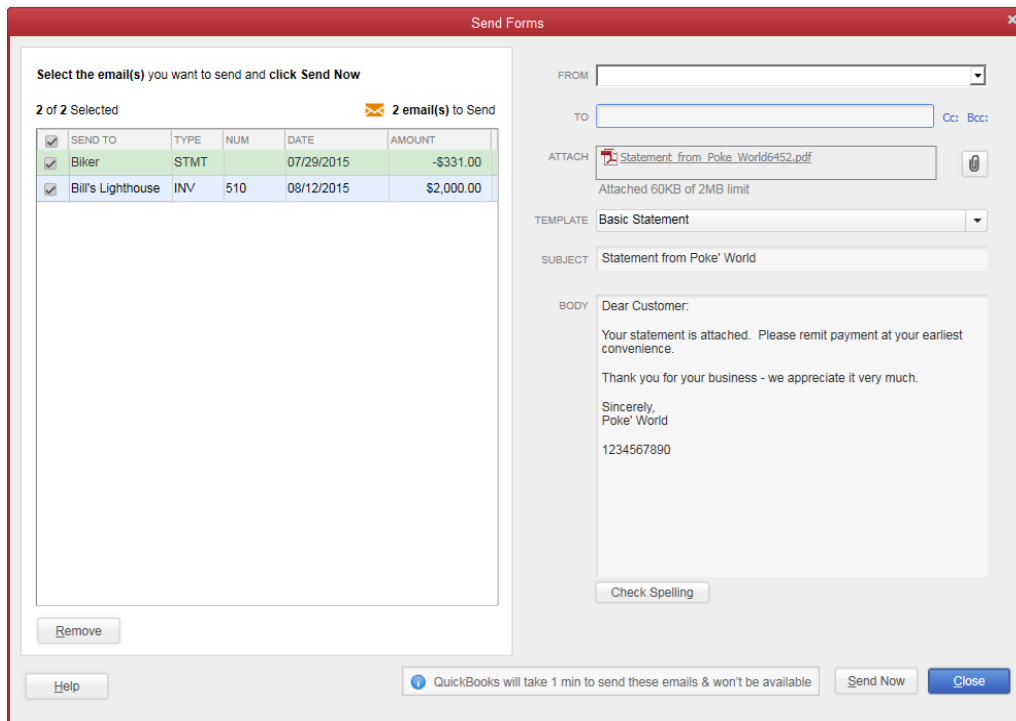 Send Forms
Select the email(s) you want to send and click Send Now
2 of 2 Selected
2 email(s) to Send
SEND TO TYPE NUM DATE AMOUNT
Biker STMT 07/29/2015 -$331.00
Bill's Lighthouse INV 510 08/12/2015 $2,000.00
Remove
Help
FROM
TO
Cc: Bcc:
ATTACH
Statement_from_Poke_World6452.pdf
Attached 60KB of 2MB limit
TEMPLATE Basic Statement
SUBJECT Statement from Poke' World
BODY
Dear Customer:
Your statement is attached. Please remit payment at your earliest
convenience.
Thank you for your business - we appreciate it very much.
Sincerely,
Poke' World
1234567890
Check Spelling
QuickBooks will take 1 min to send these emails & won't be available
Send Now
Close